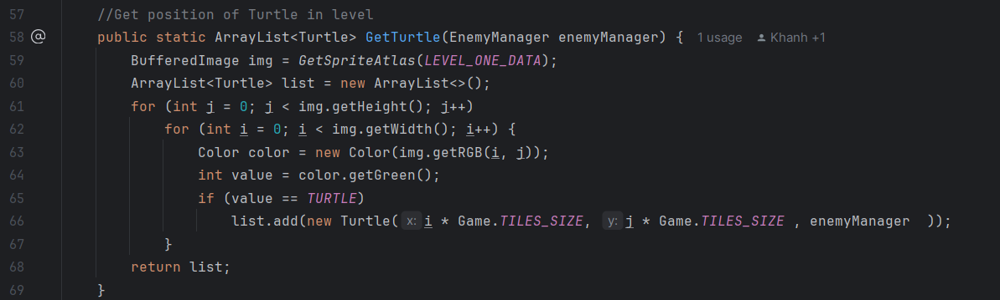 57 //Get position of Turtle in level
58 @ public static ArrayList<Turtle> GetTurtle(EnemyManager enemyManager) { 1 usage Khanh +1
59 BufferedImage img = GetSpriteAtlas(LEVEL_ONE_DATA);
60 ArrayList<Turtle> list = new ArrayList<>();
61 for (int j = 0; j < img.getHeight(); j++)
62 for (int i = 0; i < img.getWidth(); i++) {
63 Color color = new Color(img.getRGB(i, j));
64 int value = color.getGreen();
65 if (value == TURTLE)
66 list.add(new Turtle( x: i * Game.TILES_SIZE, y: j * Game.TILES_SIZE , enemyManager ));
67 }
68 return list;
69 }